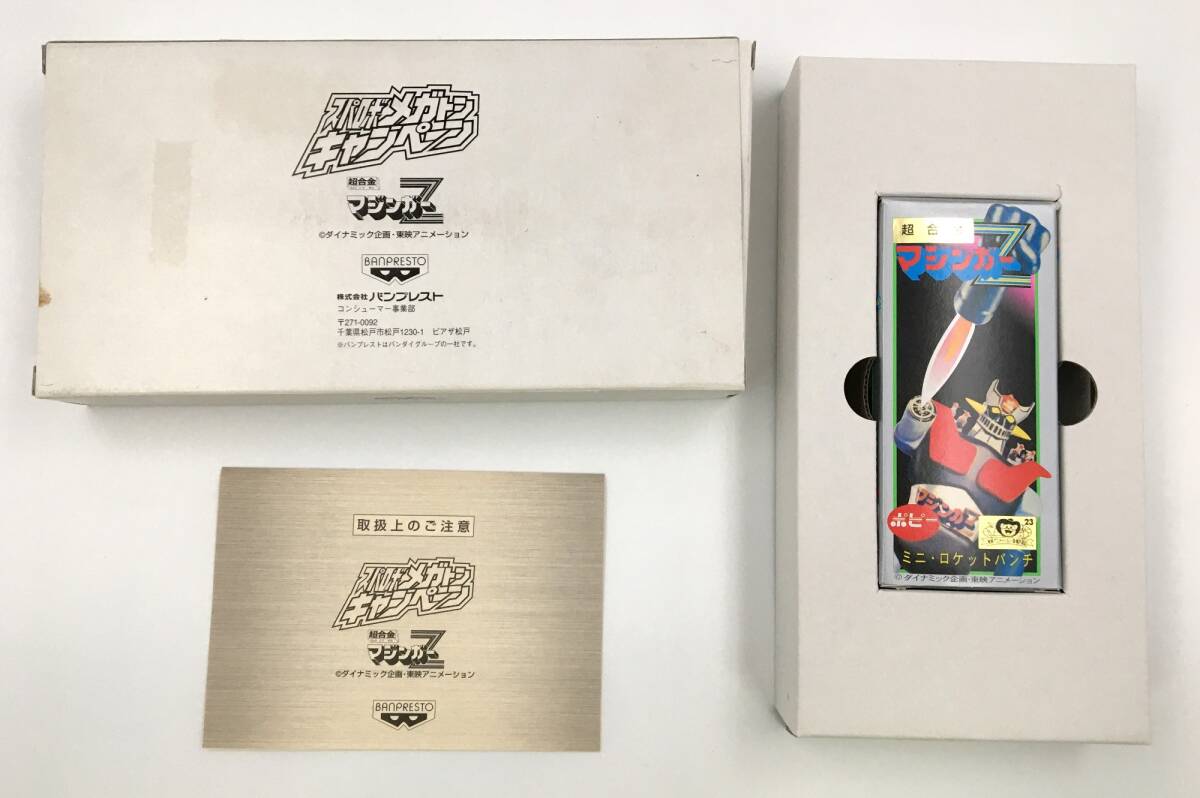 スパロボメガトン
キャンペーン
超合金
マジンガーZ
©ダイナミック企画・東映アニメーション
BANPRESTO
株式会社 バンプレスト
コンシューマー事業部
〒271-0092
千葉県松戸市松戸1230-1 ピアザ松戸
※バンプレストはバンダイグループの一社です。
取扱上のご注意
スパロボメガトン
キャンペーン
超合金
マジンガーZ
©ダイナミック企画・東映アニメーション
BANPRESTO
超合金
マジンガーZ
マジンガーZ
ポピー
23
ミニ・ロケットパンチ
©ダイナミック企画・東映アニメーション